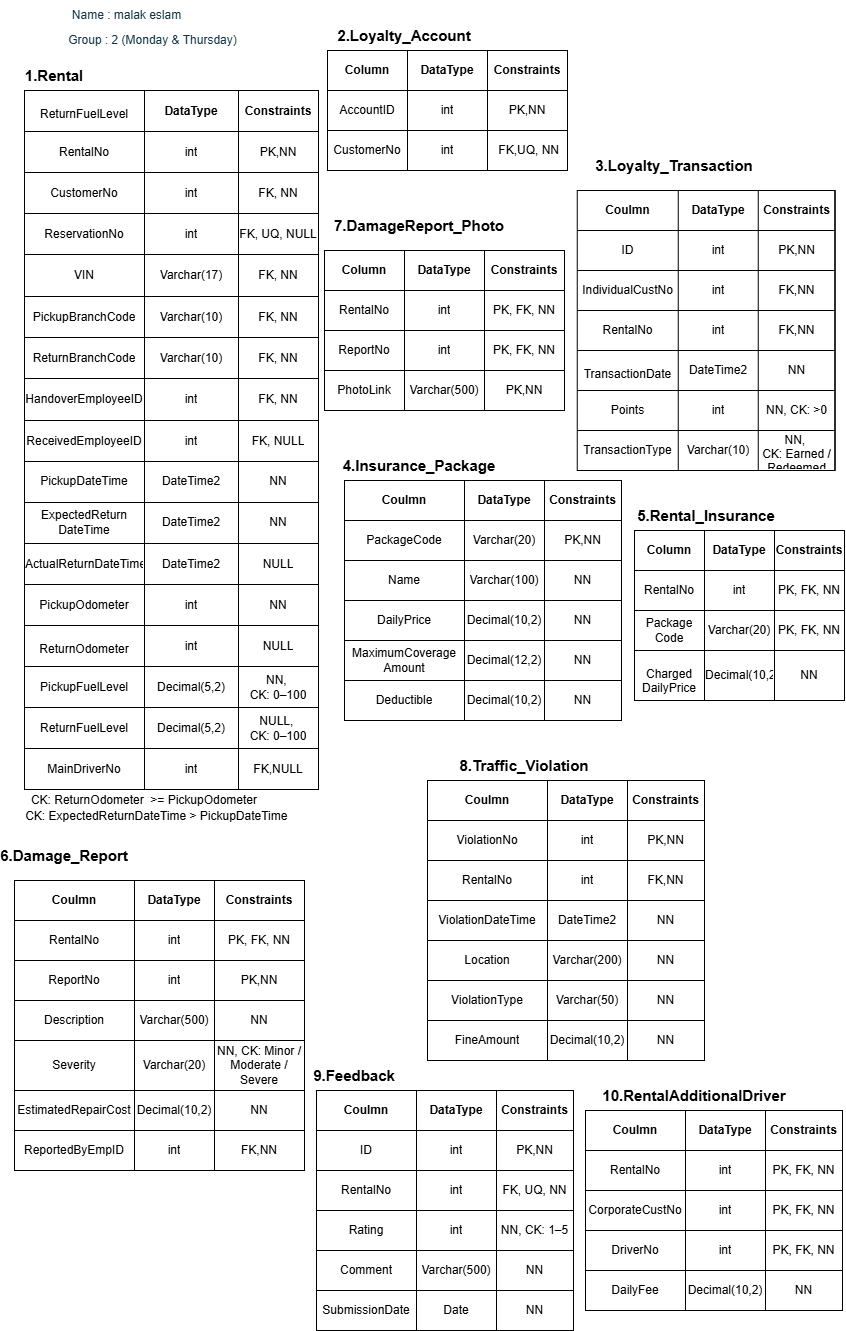 Name : malak eslam
Group : 2 (Monday & Thursday)
1.Rental
ReturnFuelLevel DataType Constraints
RentalNo int PK,NN
CustomerNo int FK, NN
ReservationNo int FK, UQ, NULL
VIN Varchar(17) FK, NN
PickupBranchCode Varchar(10) FK, NN
ReturnBranchCode Varchar(10) FK, NN
HandoverEmployeeID int FK, NN
ReceivedEmployeeID int FK, NULL
PickupDateTime DateTime2 NN
ExpectedReturn
DateTime DateTime2 NN
ActualReturnDateTime DateTime2 NULL
PickupOdometer int NN
ReturnOdometer int NULL
PickupFuelLevel Decimal(5,2) NN,
CK: 0–100
ReturnFuelLevel Decimal(5,2) NULL,
CK: 0–100
MainDriverNo int FK,NULL
CK: ReturnOdometer >= PickupOdometer
CK: ExpectedReturnDateTime > PickupDateTime
2.Loyalty_Account
Column DataType Constraints
AccountID int PK,NN
CustomerNo int FK,UQ, NN
3.Loyalty_Transaction
Coulmn DataType Constraints
ID int PK,NN
IndividualCustNo int FK,NN
RentalNo int FK,NN
TransactionDate DateTime2 NN
Points int NN, CK: >0
TransactionType Varchar(10) NN,
CK: Earned /
Redeemed
7.DamageReport_Photo
Column DataType Constraints
RentalNo int PK, FK, NN
ReportNo int PK, FK, NN
PhotoLink Varchar(500) PK,NN
4.Insurance_Package
Coulmn DataType Constraints
PackageCode Varchar(20) PK,NN
Name Varchar(100) NN
DailyPrice Decimal(10,2) NN
MaximumCoverage
Amount Decimal(12,2) NN
Deductible Decimal(10,2) NN
5.Rental_Insurance
Column DataType Constraints
RentalNo int PK, FK, NN
Package
Code Varchar(20) PK, FK, NN
Charged
DailyPrice Decimal(10,2 NN
8.Traffic_Violation
Coulmn DataType Constraints
ViolationNo int PK,NN
RentalNo int FK,NN
ViolationDateTime DateTime2 NN
Location Varchar(200) NN
ViolationType Varchar(50) NN
FineAmount Decimal(10,2) NN
6.Damage_Report
Coulmn DataType Constraints
RentalNo int PK, FK, NN
ReportNo int PK,NN
Description Varchar(500) NN
Severity Varchar(20) NN, CK: Minor /
Moderate /
Severe
EstimatedRepairCost Decimal(10,2) NN
ReportedByEmpID int FK,NN
9.Feedback
Coulmn DataType Constraints
ID int PK,NN
RentalNo int FK, UQ, NN
Rating int NN, CK: 1–5
Comment Varchar(500) NN
SubmissionDate Date NN
10.RentalAdditionalDriver
Coulmn DataType Constraints
RentalNo int PK, FK, NN
CorporateCustNo int PK, FK, NN
DriverNo int PK, FK, NN
DailyFee Decimal(10,2) NN